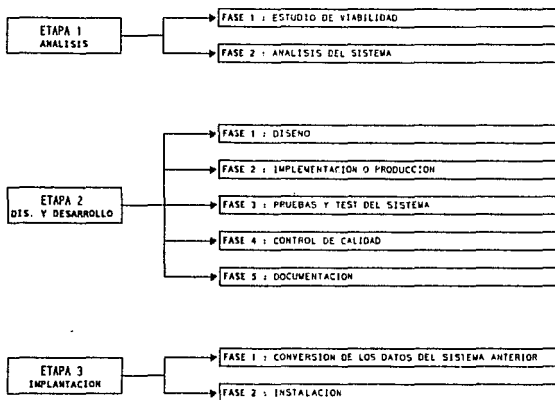 ETAPA 1
ANALISIS
FASE 1 : ESTUDIO DE VIABILIDAD
FASE 2 : ANALISIS DEL SISTEMA
ETAPA 2
DIS. Y DESARROLLO
FASE 1 : DISENO
FASE 2 : IMPLEMENTACION O PRODUCCION
FASE 3 : PRUEBAS Y TEST DEL SISTEMA
FASE 4 : CONTROL DE CALIDAD
FASE 5 : DOCUMENTACION
ETAPA 3
IMPLANTACION
FASE 1 : CONVERSION DE LOS DATOS DEL SISTEMA ANTERIOR
FASE 2 : INSTALACION